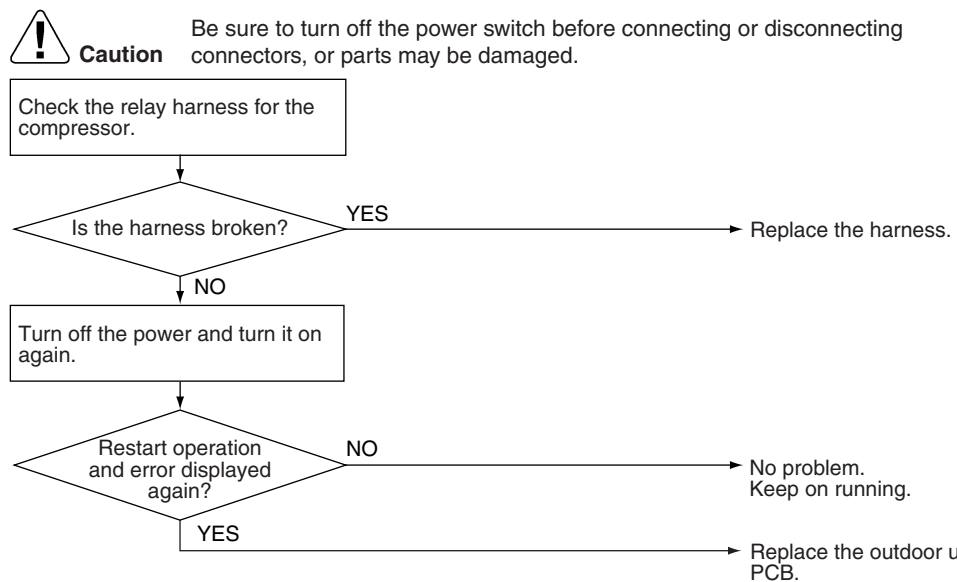 Be sure to turn off the power switch before connecting or disconnecting
Caution connectors, or parts may be damaged.
Check the relay harness for the
compressor.
Is the harness broken?
YES
Replace the harness.
NO
Turn off the power and turn it on
again.
Restart operation
and error displayed
again?
NO
No problem.
Keep on running.
YES
Replace the outdoor
PCB.